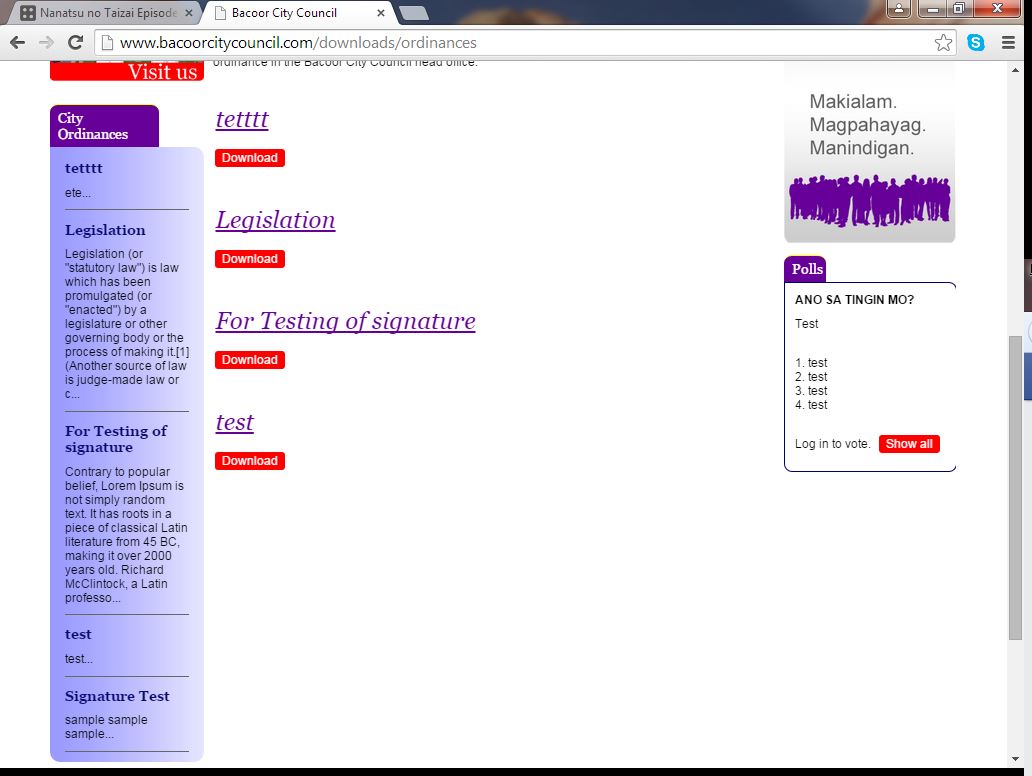 Nanatsu no Taizai Episode
Bacoor City Council
www.bacoorcitycouncil.com/downloads/ordinances
Visit us
ordinance in the Bacoor City Council head office.
City
Ordinances
tetttt
ete...
Legislation
Legislation (or
"statutory law") is law
which has been
promulgated (or
"enacted") by a
legislature or other
governing body or the
process of making it.[1]
(Another source of law
is judge-made law or
c...
For Testing of
signature
Contrary to popular
belief, Lorem Ipsum is
not simply random
text. It has roots in a
piece of classical Latin
literature from 45 BC,
making it over 2000
years old. Richard
McClintock, a Latin
professo...
test
test...
Signature Test
sample sample
sample...
tetttt
Download
Legislation
Download
For Testing of signature
Download
test
Download
Makialam.
Magpahayag.
Manindigan.
Polls
ANO SA TINGIN MO?
Test
1. test
2. test
3. test
4. test
Log in to vote. Show all